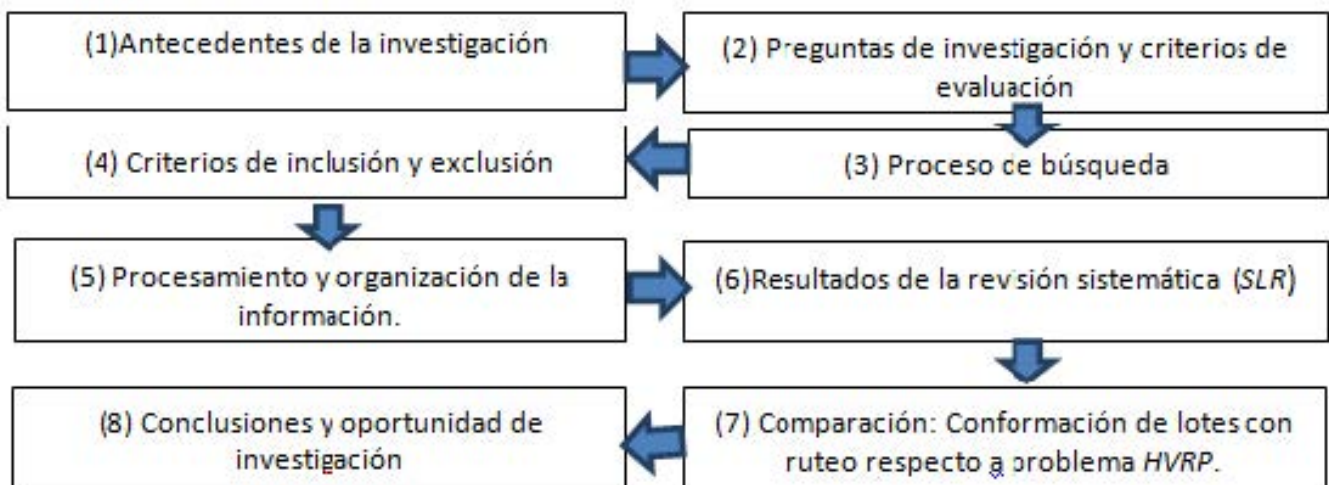 (1)Antecedentes de la investigación
(2) Preguntas de investigación y criterios de
evaluación
(3) Proceso de búsqueda
(4) Criterios de inclusión y exclusión
(5) Procesamiento y organización de la
información.
(6)Resultados de la revisión sistemática (SLR)
(7) Comparación: Conformación de lotes con
ruteo respecto a problema HVRP.
(8) Conclusiones y oportunidad de
investigación